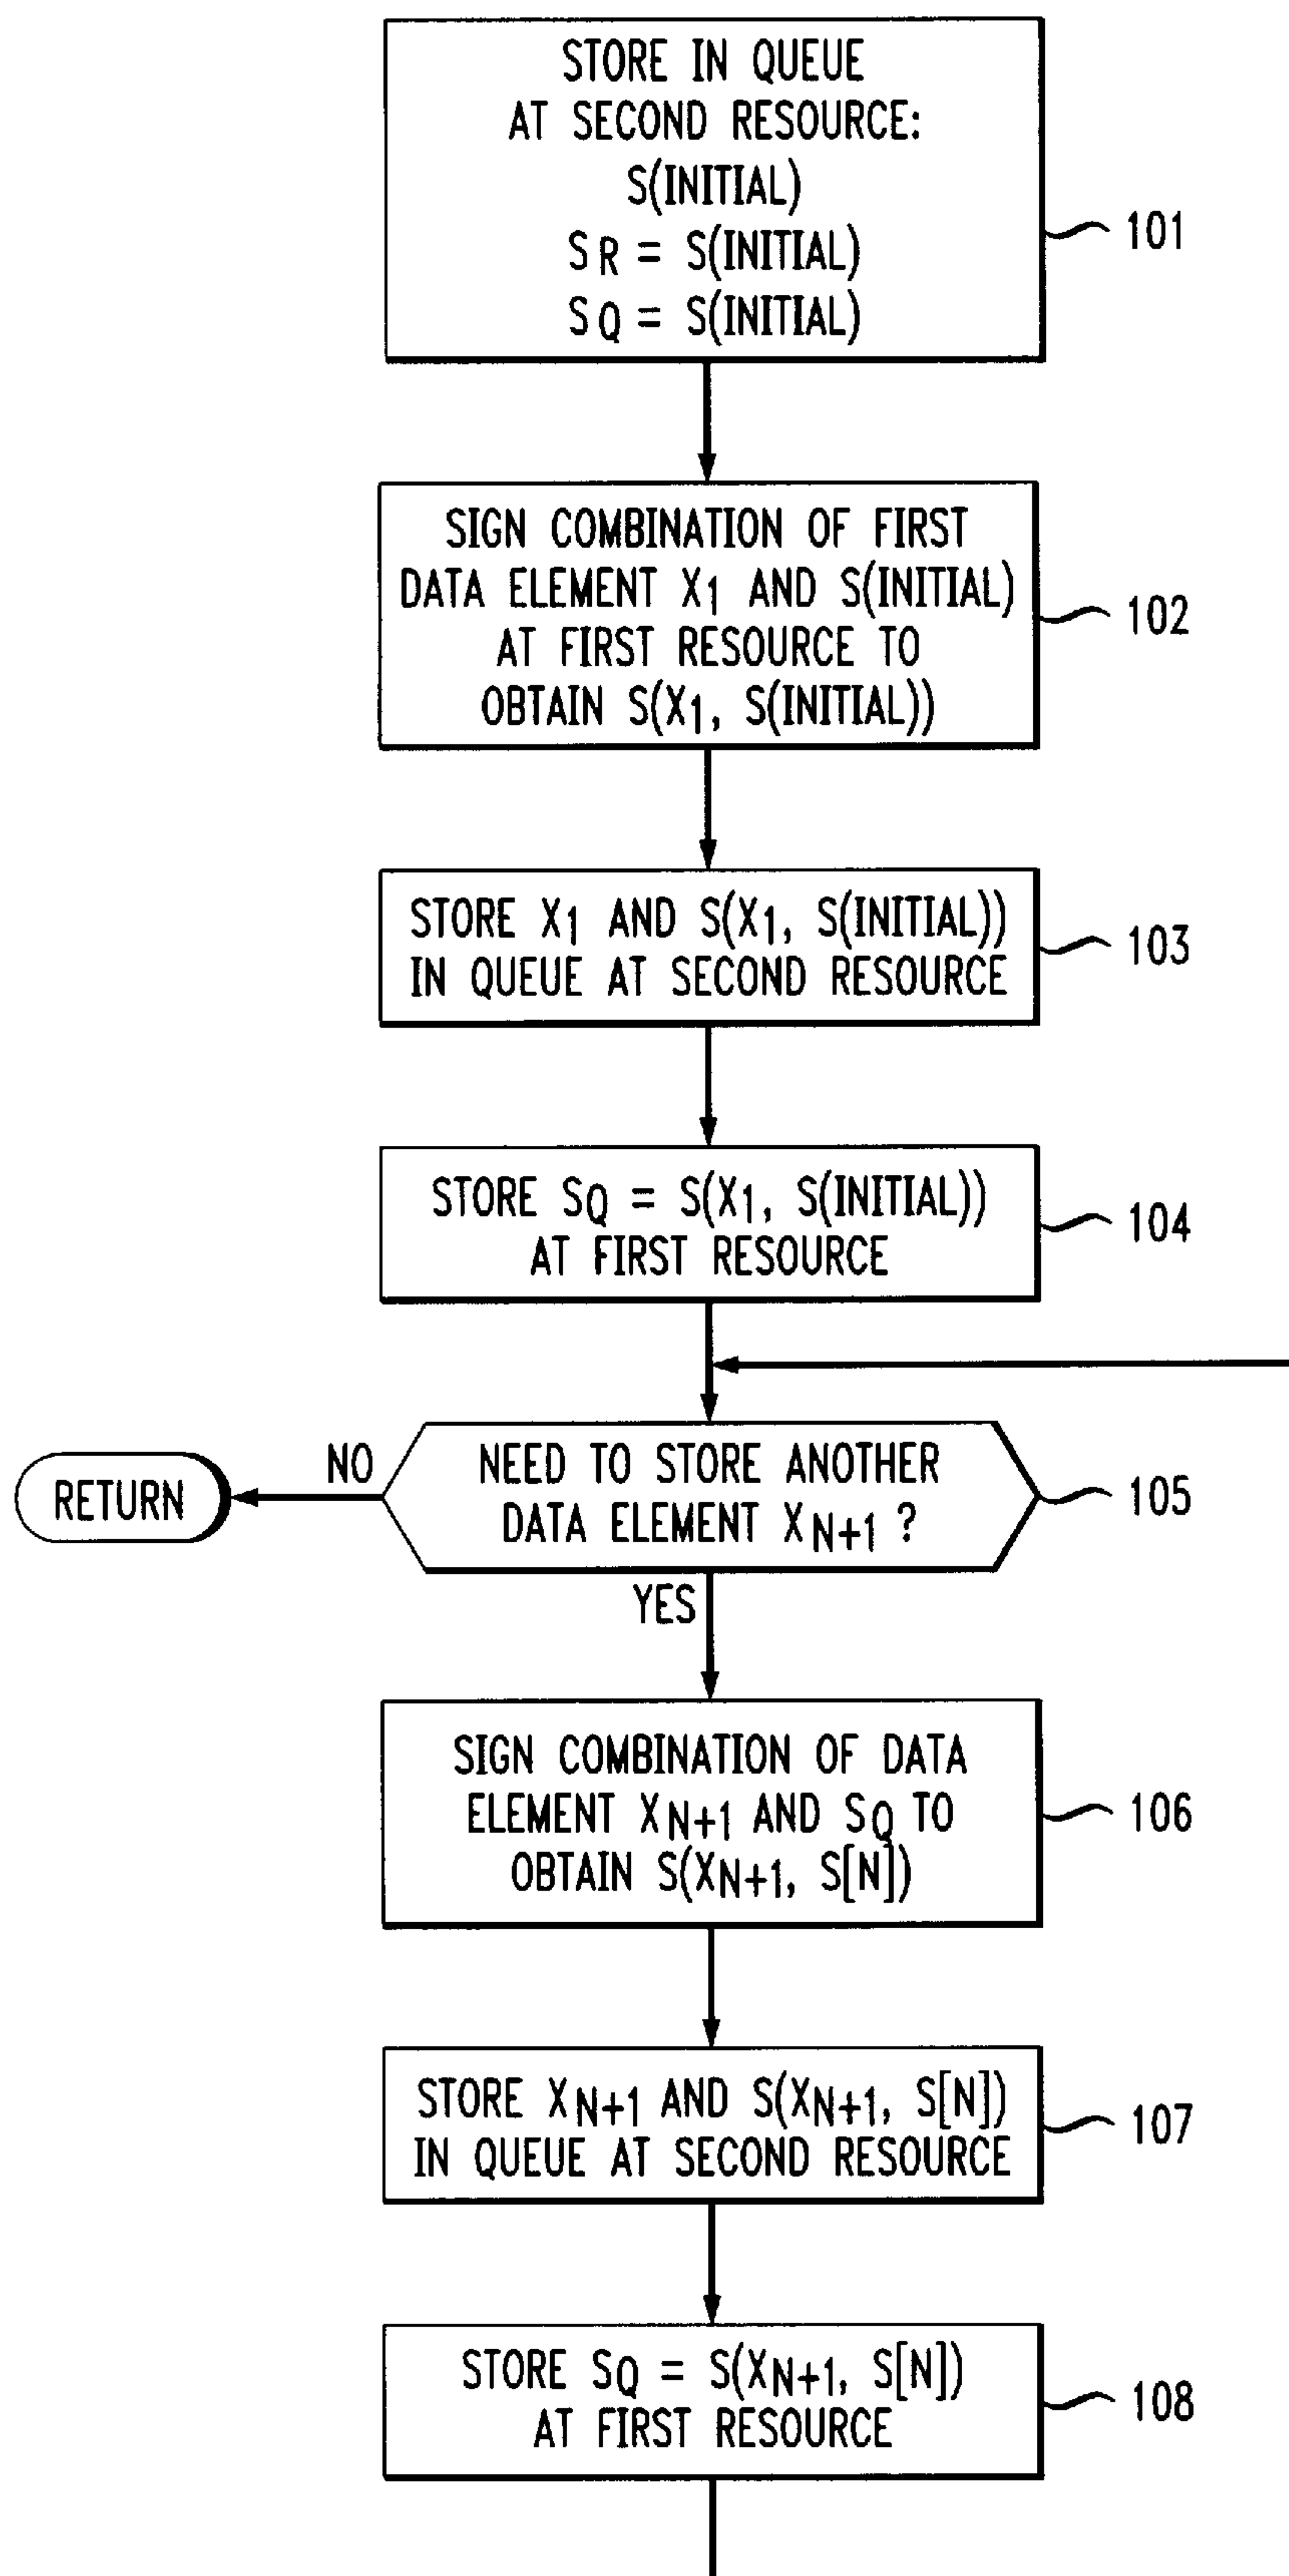 STORE IN QUEUE
AT SECOND RESOURCE:
S(INITIAL)
SR = S(INITIAL)
SQ = S(INITIAL)
101
SIGN COMBINATION OF FIRST
DATA ELEMENT X1 AND S(INITIAL)
AT FIRST RESOURCE TO
OBTAIN S(X1, S(INITIAL))
102
STORE X1 AND S(X1, S(INITIAL))
IN QUEUE AT SECOND RESOURCE
103
STORE SQ = S(X1, S(INITIAL))
AT FIRST RESOURCE
104
NEED TO STORE ANOTHER
DATA ELEMENT XN+1 ?
105
NO
RETURN
YES
SIGN COMBINATION OF DATA
ELEMENT XN+1 AND SQ TO
OBTAIN S(XN+1, S[N])
106
STORE XN+1 AND S(XN+1, S[N])
IN QUEUE AT SECOND RESOURCE
107
STORE SQ = S(XN+1, S[N])
AT FIRST RESOURCE
108